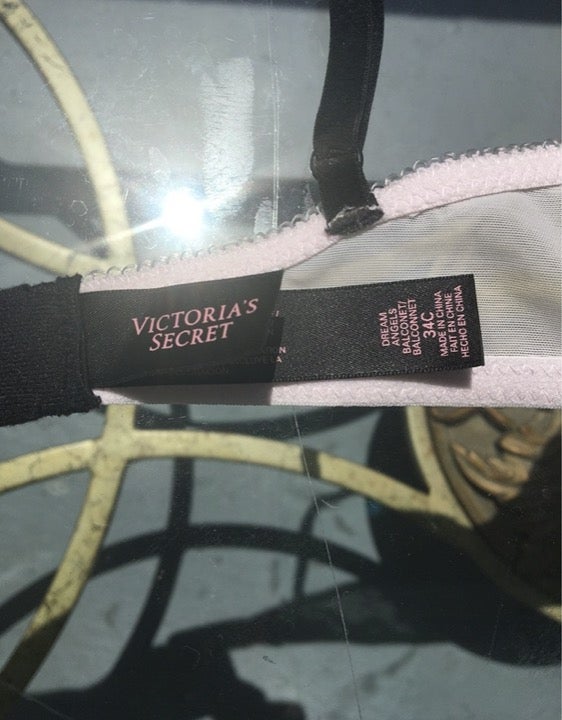 VICTORIA'S
SECRET
DREAM
ANGELS
BALCONET/
BALCONNET
34C
MADE IN CHINA
FAIT EN CHINE
HECHO EN CHINA